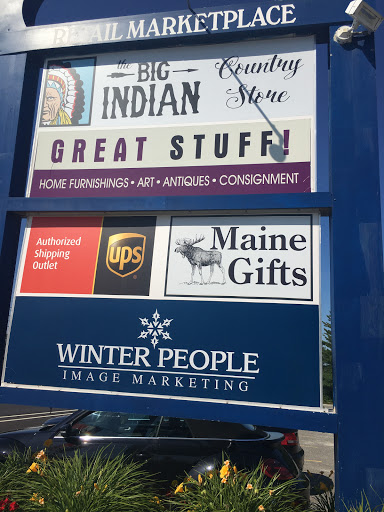 RETAIL MARKETPLACE
the BIG INDIAN Country Store
GREAT STUFF!
HOME FURNISHINGS • ART • ANTIQUES • CONSIGNMENT
Authorized
Shipping
Outlet
ups
Maine
Gifts
WINTER PEOPLE
IMAGE MARKETING